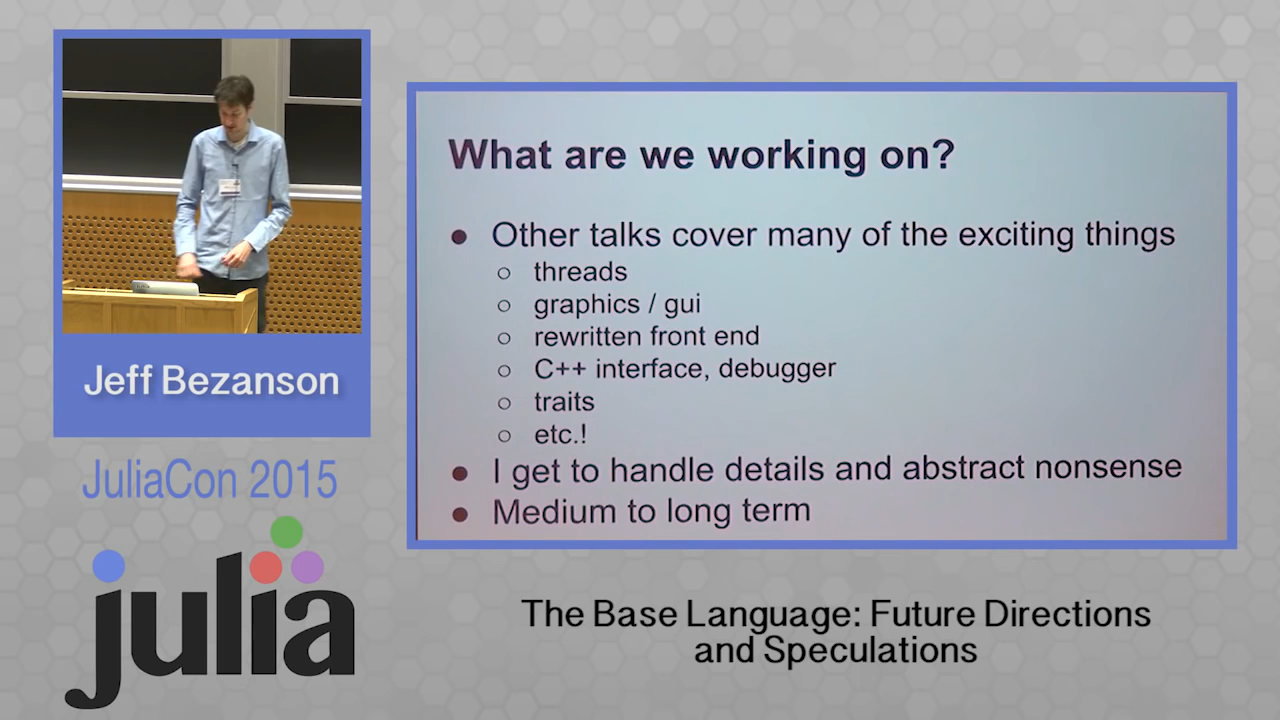 What are we working on?
● Other talks cover many of the exciting things
○ threads
○ graphics / gui
○ rewritten front end
○ C++ interface, debugger
○ traits
○ etc.!
● I get to handle details and abstract nonsense
● Medium to long term
Jeff Bezanson
JuliaCon 2015
julia
The Base Language: Future Directions
and Speculations